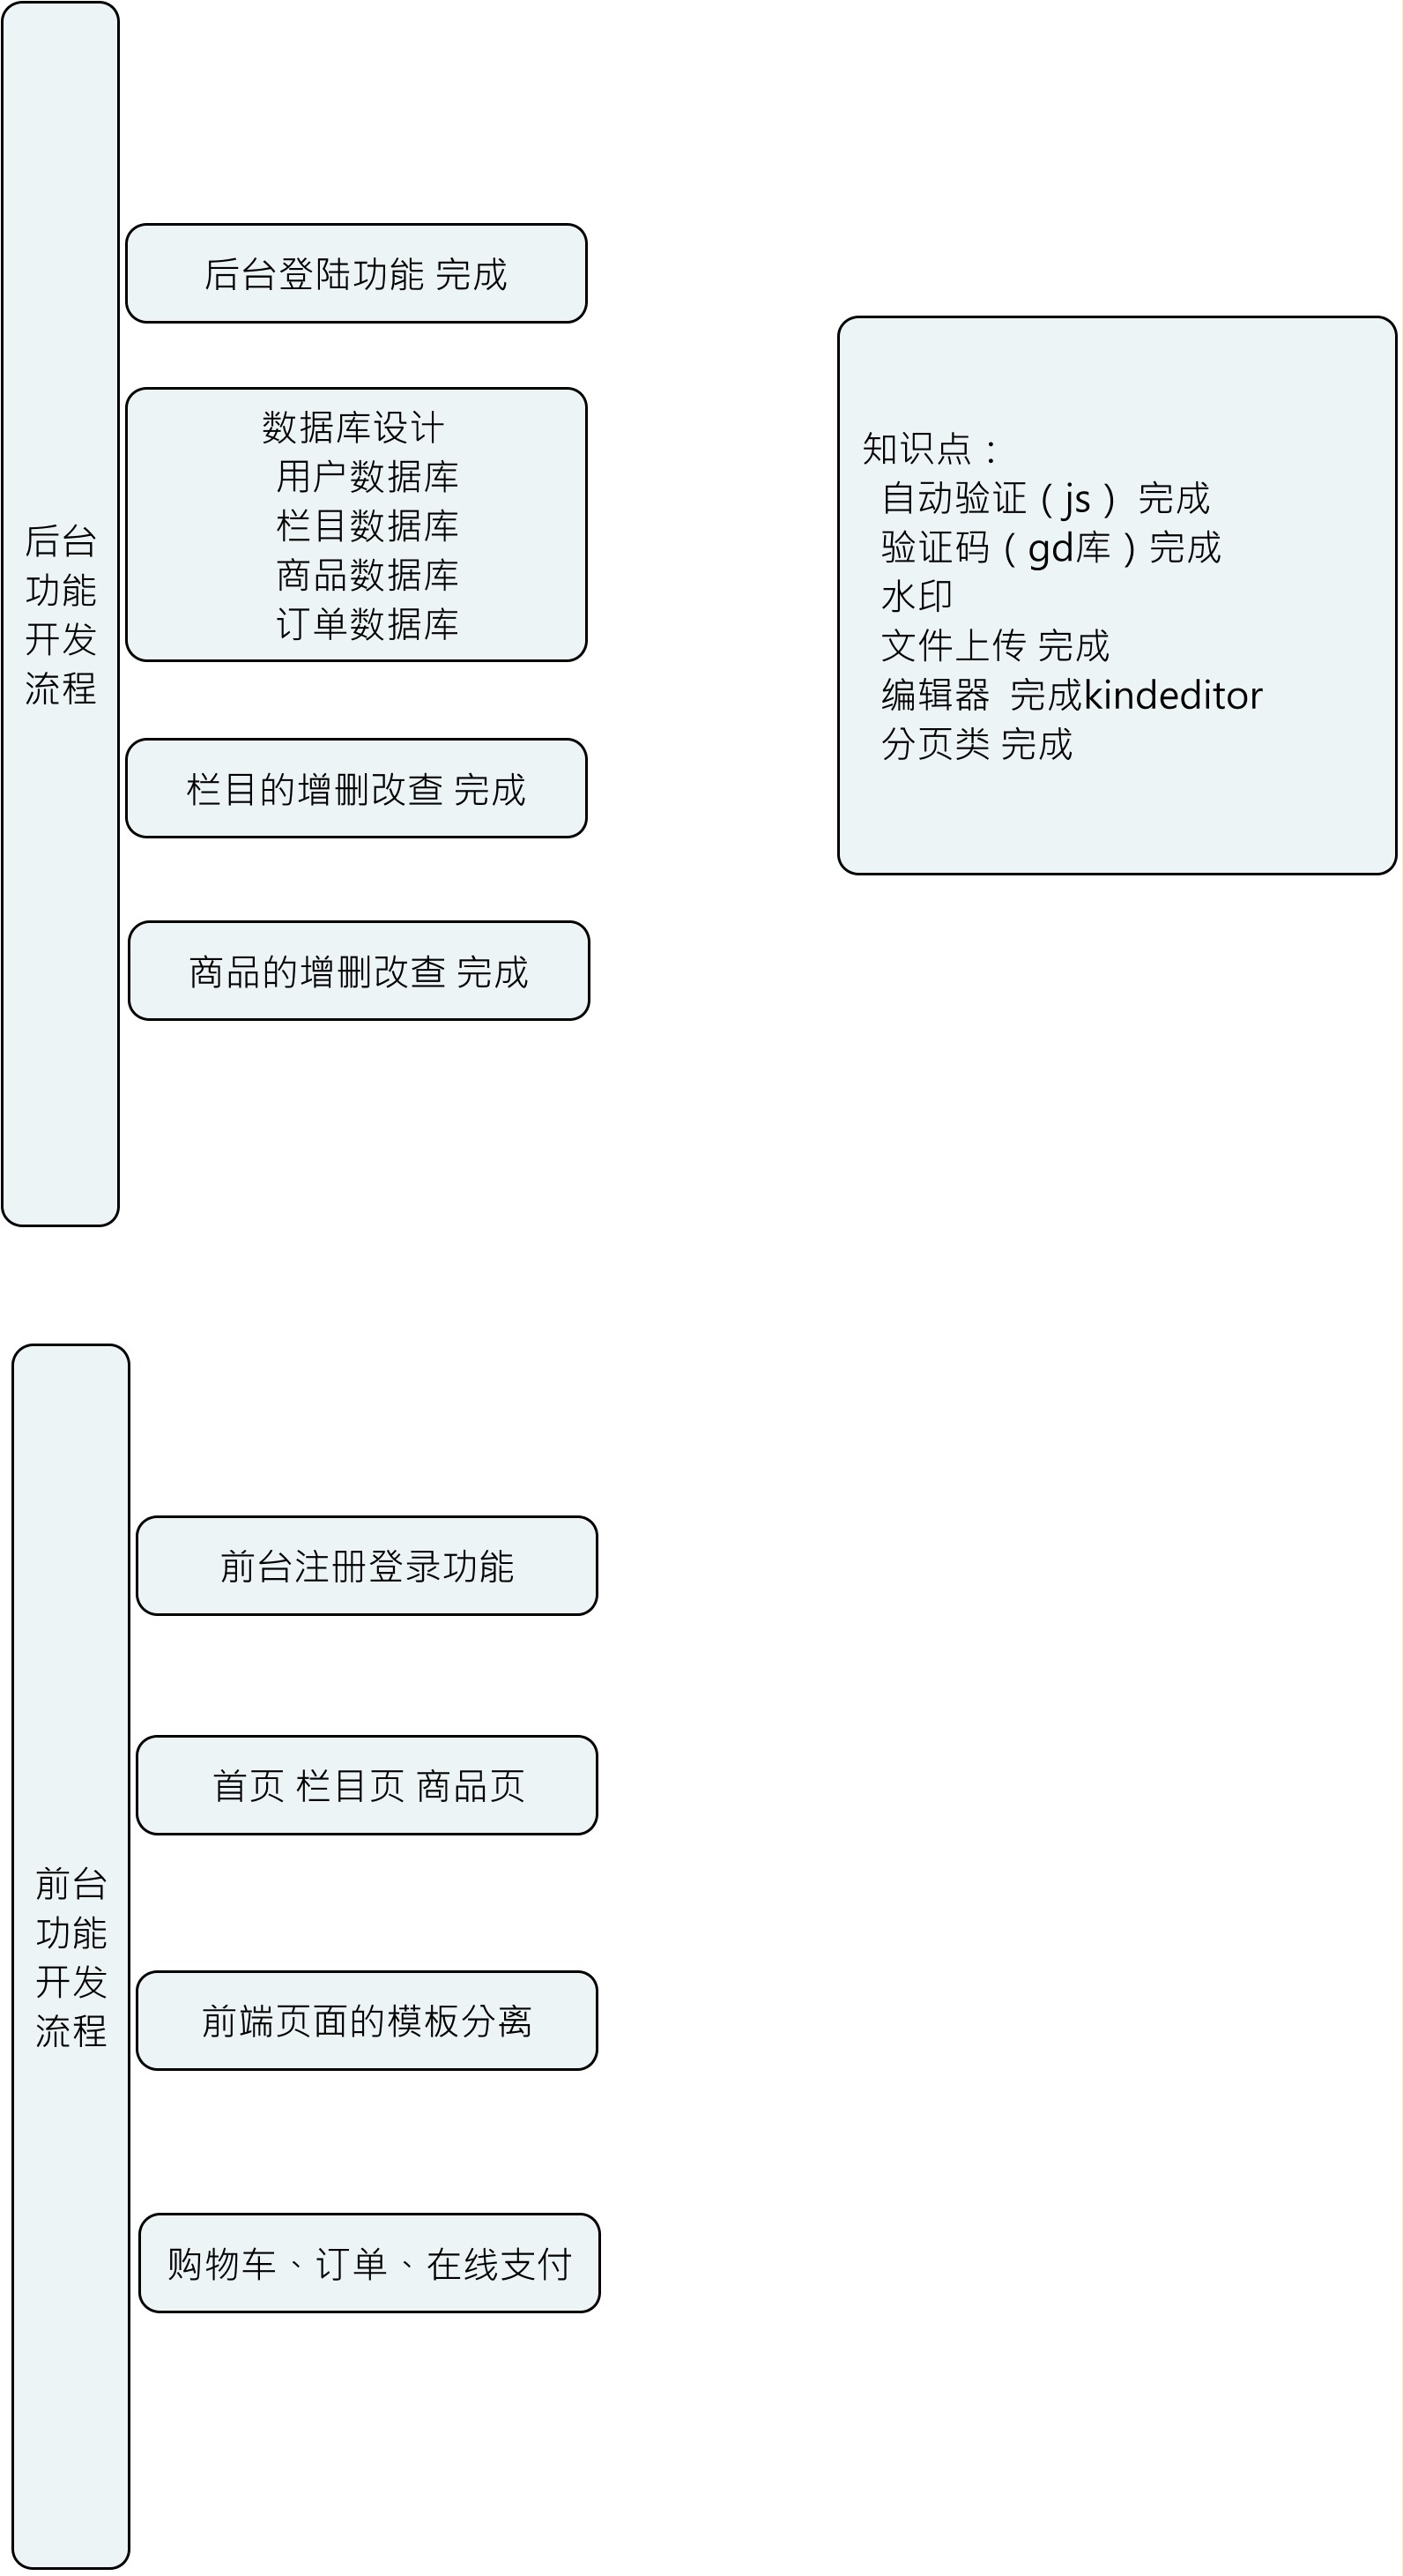 后台
功能
开发
流程
后台登陆功能 完成
数据库设计
用户数据库
栏目数据库
商品数据库
订单数据库
栏目的增删改查 完成
商品的增删改查 完成
知识点：
自动验证（js） 完成
验证码（gd库）完成
水印
文件上传 完成
编辑器  完成kindeditor
分页类 完成
前台
功能
开发
流程
前台注册登录功能
首页 栏目页 商品页
前端页面的模板分离
购物车、订单、在线支付